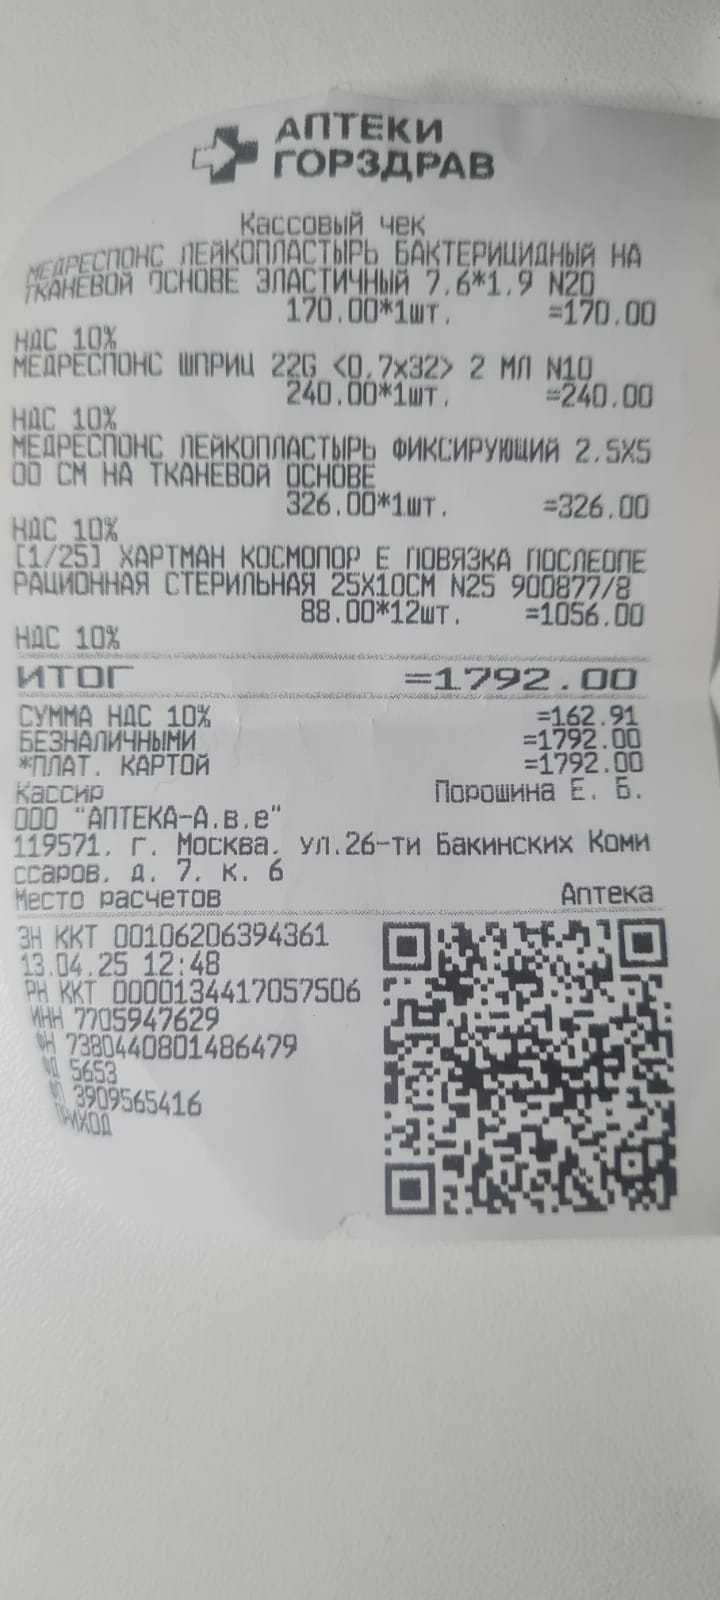 АПТЕКИ
ГОРЗДРАВ
Кассовый чек
МЕДРЕСПОНС ЛЕЙКОПЛАСТЫРЬ БАКТЕРИЦИДНЫЙ НА
ТКАНЕВОЙ ОСНОВЕ ЭЛАСТИЧНЫЙ 7.6*1.9 N20
170.00*1шт. =170.00
НДС 10%
МЕДРЕСПОНС ШПРИЦ 22G <0.7x32> 2 МЛ N10
240.00*1шт. =240.00
НДС 10%
МЕДРЕСПОНС ЛЕЙКОПЛАСТЫРЬ ФИКСИРУЮЩИЙ 2.5X5
00 СМ НА ТКАНЕВОЙ ОСНОВЕ
326.00*1шт. =326.00
НДС 10%
[1/25] ХАРТМАН КОСМОПОР Е ПОВЯЗКА ПОСЛЕОПЕ
РАЦИОННАЯ СТЕРИЛЬНАЯ 25X10СМ N25 900877/8
88.00*12шт. =1056.00
НДС 10%
ИТОГ =1792.00
СУММА НДС 10% =162.91
БЕЗНАЛИЧНЫМИ =1792.00
*ПЛАТ. КАРТОЙ =1792.00
Кассир Порошина Е. Б.
ООО "АПТЕКА-А.в.е"
119571, г. Москва, ул.26-ти Бакинских Коми
ссаров, д. 7, к. 6
Место расчетов Аптека
ЗН ККТ 00106206394361
13.04.25 12:48
РН ККТ 0000134417057506
ИНН 7705947629
ФН 7380440801486479
ФД 5653
ФП 3909565416
ПРИХОД